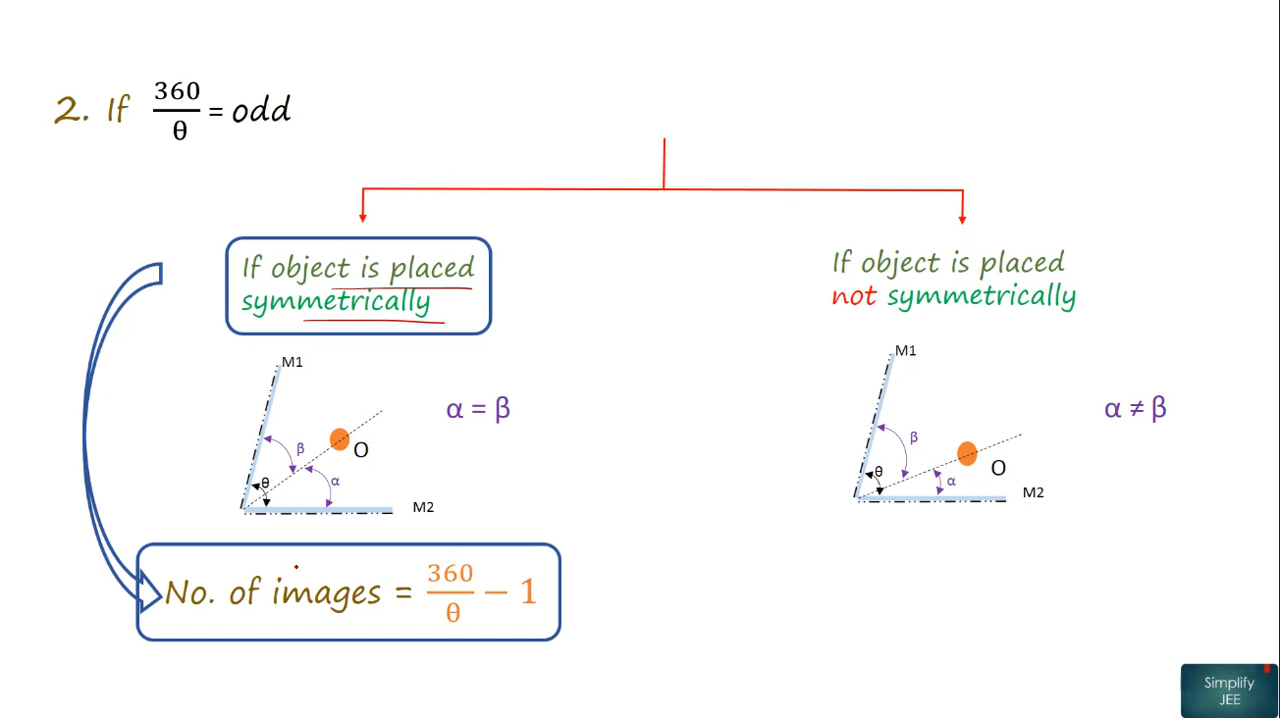 2. If 360/θ = odd
If object is placed
symmetrically
If object is placed
not symmetrically
M1
β
θ
α
O
M2
α = β
M1
β
θ
α
O
M2
α ≠ β
No. of images = 360/θ − 1
Simplify
JEE